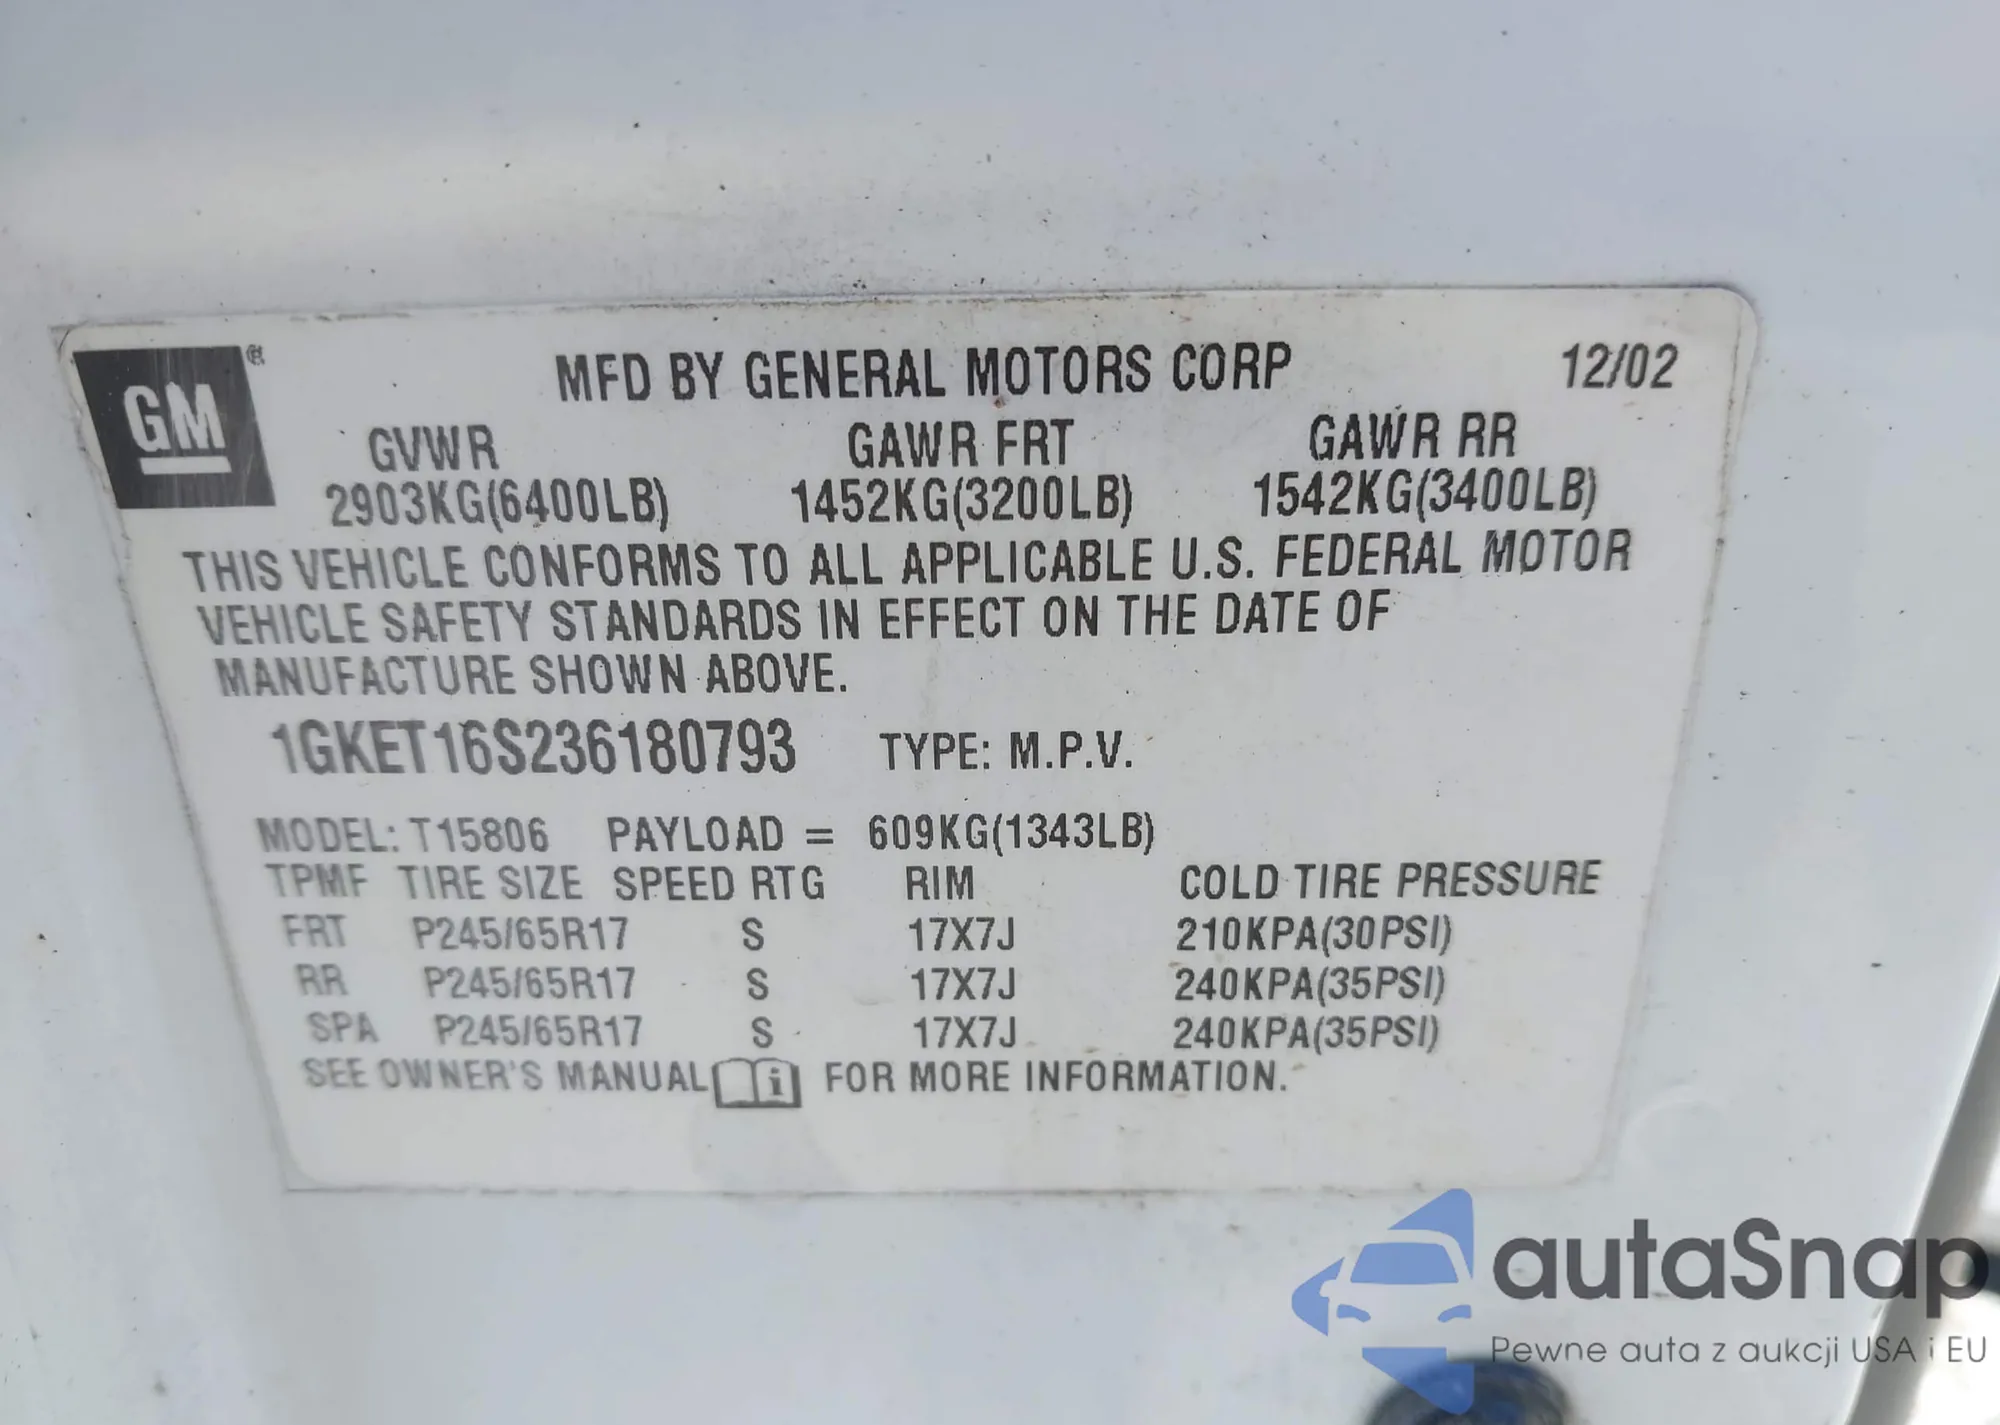 GM
MFD BY GENERAL MOTORS CORP 12/02
GVWR GAWR FRT GAWR RR
2903KG(6400LB) 1452KG(3200LB) 1542KG(3400LB)
THIS VEHICLE CONFORMS TO ALL APPLICABLE U.S. FEDERAL MOTOR
VEHICLE SAFETY STANDARDS IN EFFECT ON THE DATE OF
MANUFACTURE SHOWN ABOVE.
1GKET16S236180793 TYPE: M.P.V.
MODEL: T15806 PAYLOAD = 609KG(1343LB)
TPMF TIRE SIZE SPEED RTG RIM COLD TIRE PRESSURE
FRT P245/65R17 S 17X7J 210KPA(30PSI)
RR P245/65R17 S 17X7J 240KPA(35PSI)
SPA P245/65R17 S 17X7J 240KPA(35PSI)
SEE OWNER'S MANUAL i FOR MORE INFORMATION.
autaSnap
Pewne auta z aukcji USA i EU